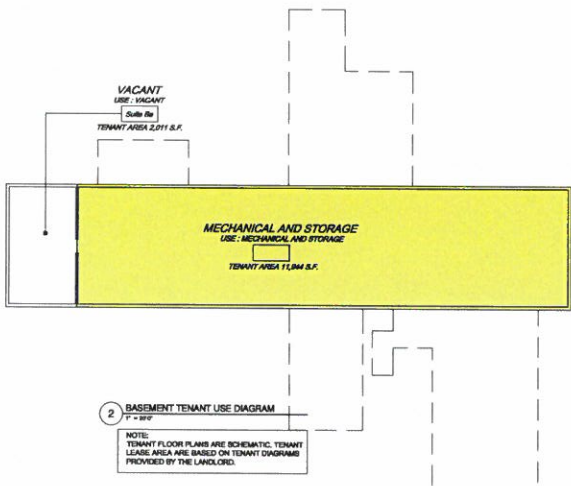 VACANT
USE : VACANT
Suite Ba
TENANT AREA 2,011 S.F.
MECHANICAL AND STORAGE
USE : MECHANICAL AND STORAGE
TENANT AREA 11,944 S.F.
2 BASEMENT TENANT USE DIAGRAM
NOTE:
TENANT FLOOR PLANS ARE SCHEMATIC. TENANT
LEASE AREA ARE BASED ON TENANT DIAGRAMS
PROVIDED BY THE LANDLORD.